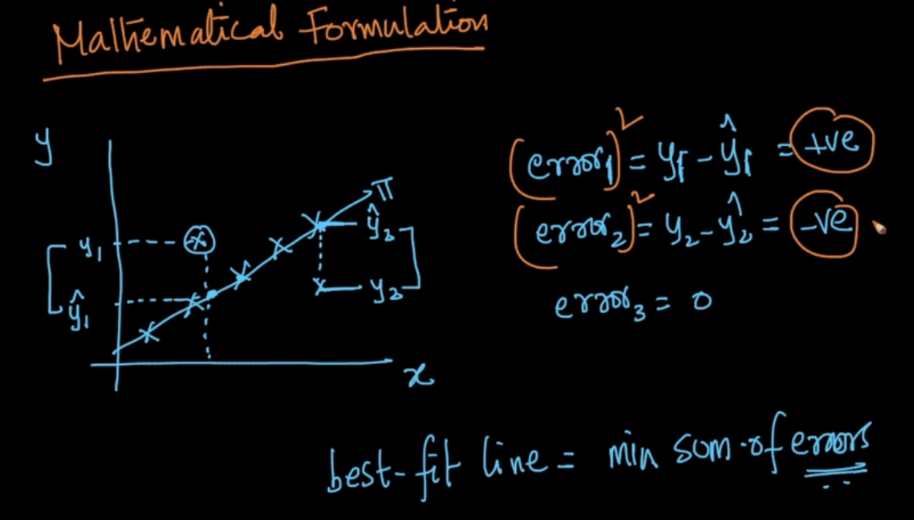 Mathematical Formulation
y
(error₁)² = y₁ - ŷ₁ = +ve
(error₂)² = y₂ - ŷ₂ = -ve
error₃ = 0
π
ŷ₂
y₁
y₂
ŷ₁
x
best-fit line = min sum of errors